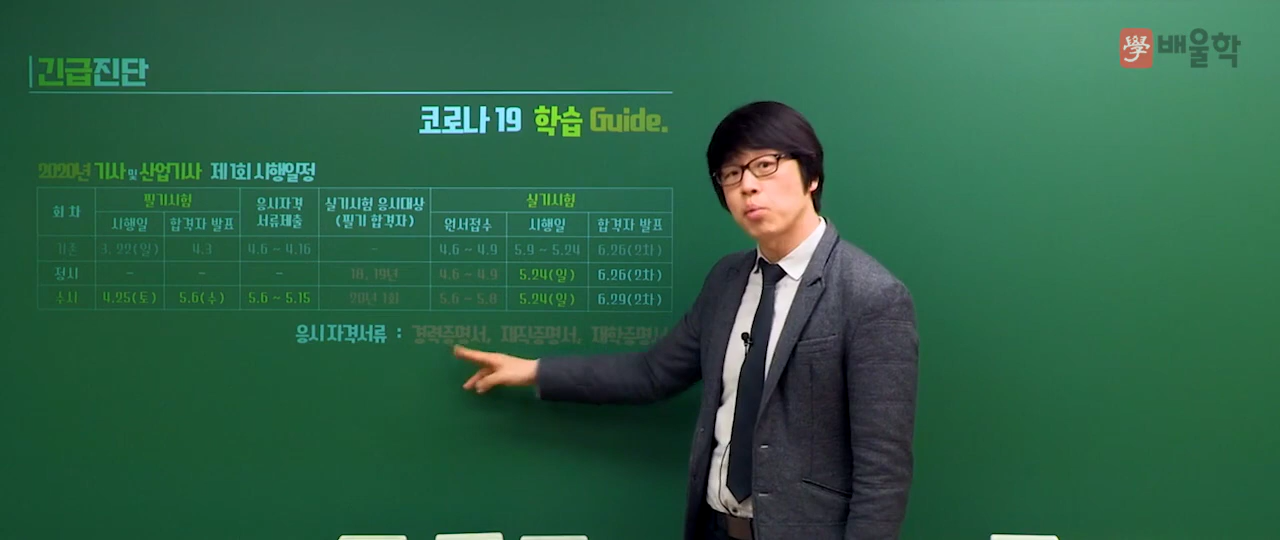 學 배울학
긴급진단
코로나 19 학습 Guide.
2020년 기사 및 산업기사 제1회 시행일정
회 차 필기시험 응시자격 서류제출 실기시험 응시대상 (필기 합격자) 실기시험
시행일 합격자 발표 원서접수 시행일 합격자 발표
기존 3. 22(일) 4.3 4.6 ~ 4.16 - 4.6 ~ 4.9 5.9 ~ 5.24 6.26(2차)
정시 - - - 18, 19년 4.6 ~ 4.9 5.24(일) 6.26(2차)
수시 4.25(토) 5.6(수) 5.6 ~ 5.15 20년 1회 5.6 ~ 5.8 5.24(일) 6.29(2차)
응시 자격서류 : 경력증명서, 재직증명서, 재학증명서